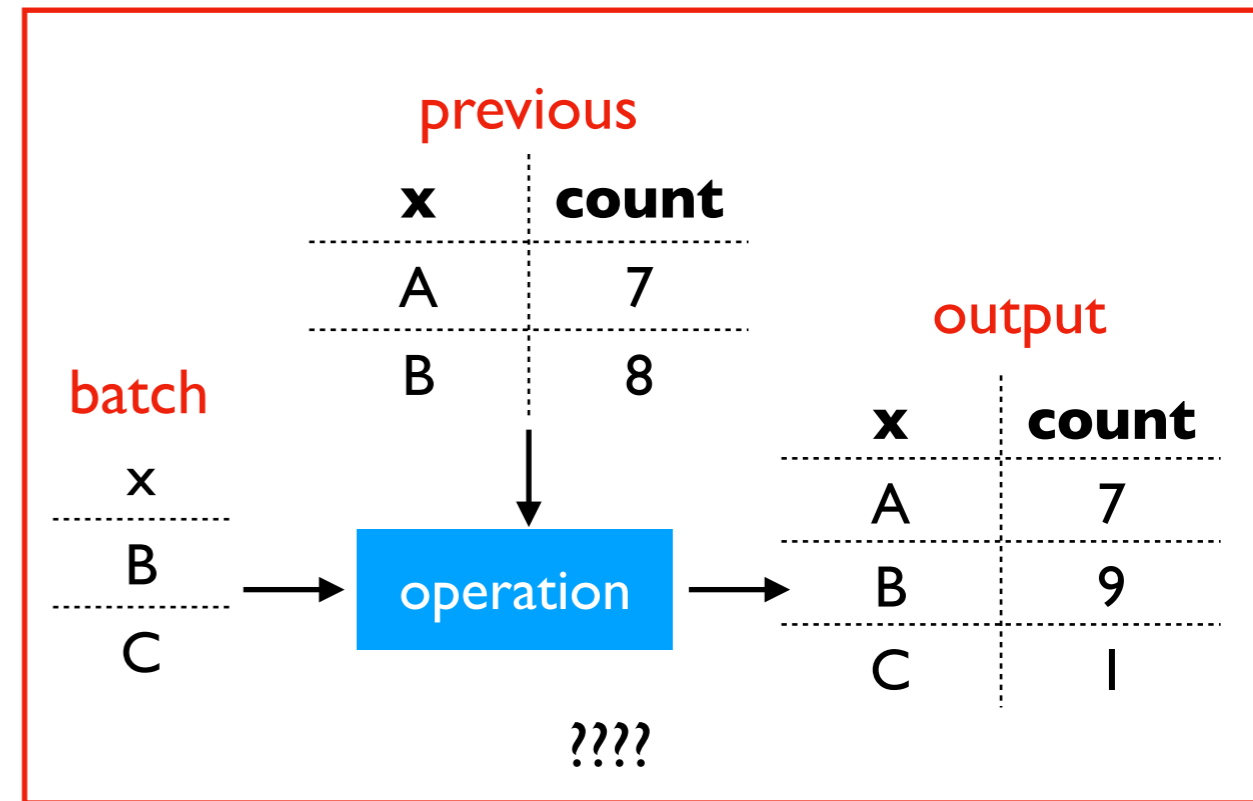 previous
x count
A 7
B 8
batch
x
B
C
operation
output
x count
A 7
B 9
C 1
????